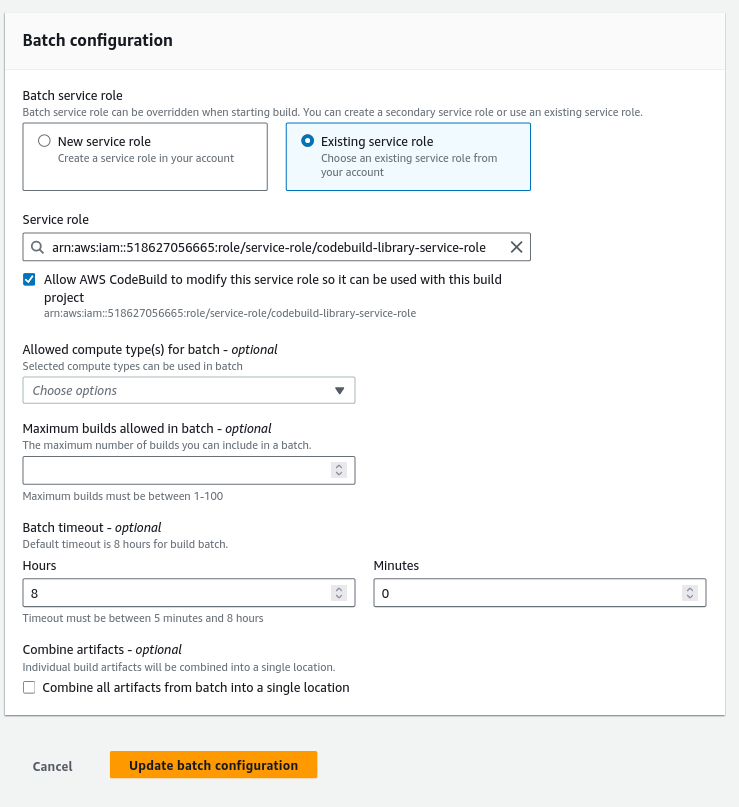 Batch configuration
Batch service role
Batch service role can be overridden when starting build. You can create a secondary service role or use an existing service role.
New service role
Create a service role in your account
Existing service role
Choose an existing service role from
your account
Service role
arn:aws:iam::518627056665:role/service-role/codebuild-library-service-role
Allow AWS CodeBuild to modify this service role so it can be used with this build
project
arn:aws:iam::518627056665:role/service-role/codebuild-library-service-role
Allowed compute type(s) for batch - optional
Selected compute types can be used in batch
Choose options
Maximum builds allowed in batch - optional
The maximum number of builds you can include in a batch.
Maximum builds must be between 1-100
Batch timeout - optional
Default timeout is 8 hours for build batch.
Hours
Minutes
8
0
Timeout must be between 5 minutes and 8 hours
Combine artifacts - optional
Individual build artifacts will be combined into a single location.
Combine all artifacts from batch into a single location
Cancel
Update batch configuration